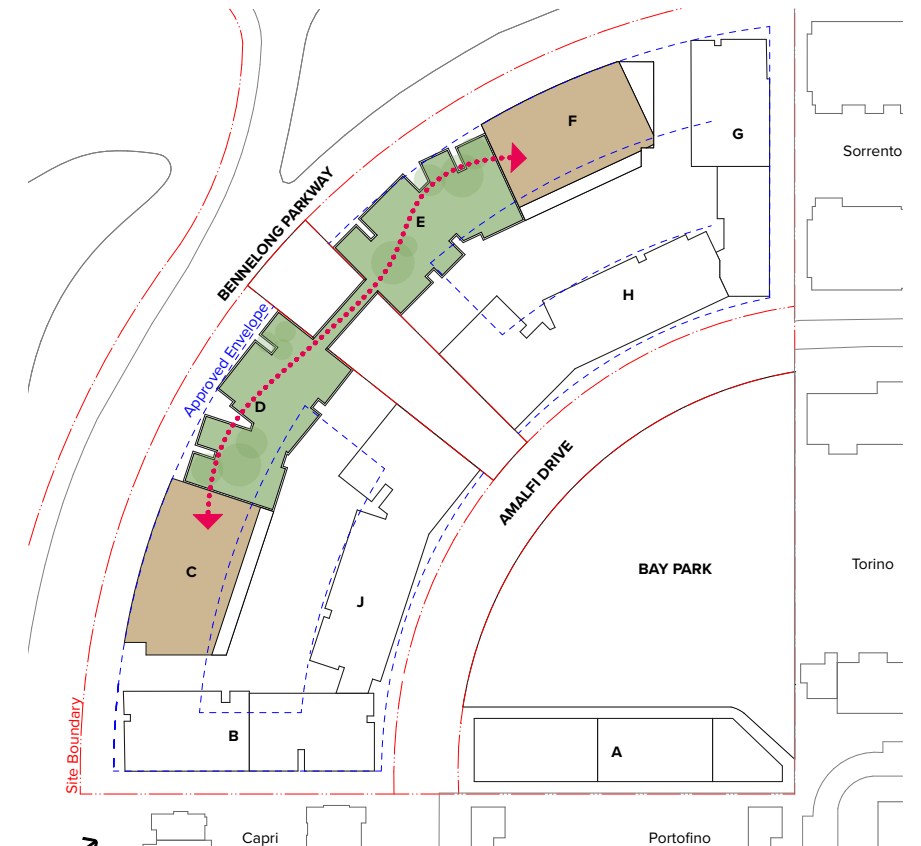 F
G
Sorrento
BENNELONG PARKWAY
E
H
Approved Envelope
D
AMALFI DRIVE
C
BAY PARK
Torino
J
Site Boundary
B
A
Capri
Portofino